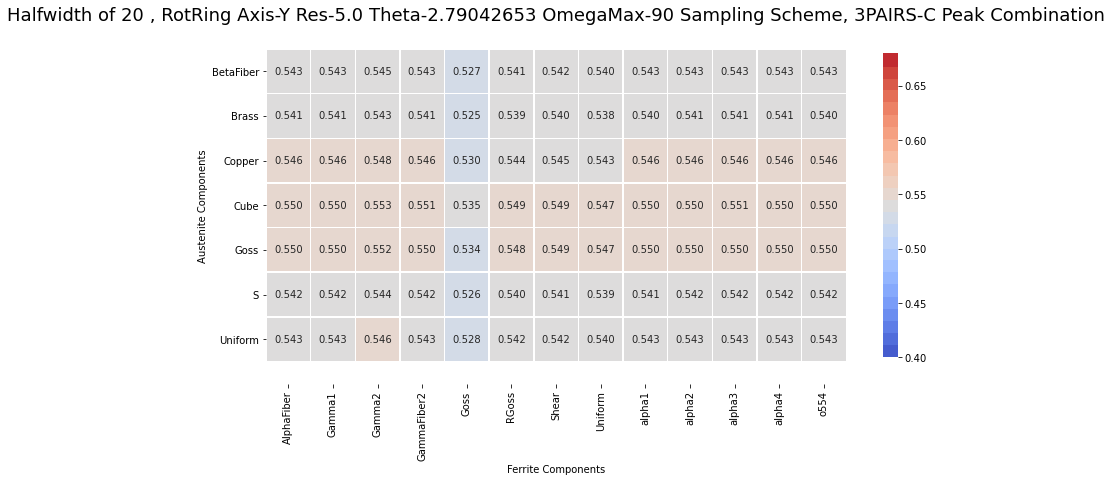 Halfwidth of 20 , RotRing Axis-Y Res-5.0 Theta-2.79042653 OmegaMax-90 Sampling Scheme, 3PAIRS-C Peak Combination
Austenite Components
BetaFiber 0.543 0.543 0.545 0.543 0.527 0.541 0.542 0.540 0.543 0.543 0.543 0.543 0.543
Brass 0.541 0.541 0.543 0.541 0.525 0.539 0.540 0.538 0.540 0.541 0.541 0.541 0.540
Copper 0.546 0.546 0.548 0.546 0.530 0.544 0.545 0.543 0.546 0.546 0.546 0.546 0.546
Cube 0.550 0.550 0.553 0.551 0.535 0.549 0.549 0.547 0.550 0.550 0.551 0.550 0.550
Goss 0.550 0.550 0.552 0.550 0.534 0.548 0.549 0.547 0.550 0.550 0.550 0.550 0.550
S 0.542 0.542 0.544 0.542 0.526 0.540 0.541 0.539 0.541 0.542 0.542 0.542 0.542
Uniform 0.543 0.543 0.546 0.543 0.528 0.542 0.542 0.540 0.543 0.543 0.543 0.543 0.543
AlphaFiber Gamma1 Gamma2 GammaFiber2 Goss RGoss Shear Uniform alpha1 alpha2 alpha3 alpha4 o554
Ferrite Components
0.65
0.60
0.55
0.50
0.45
0.40